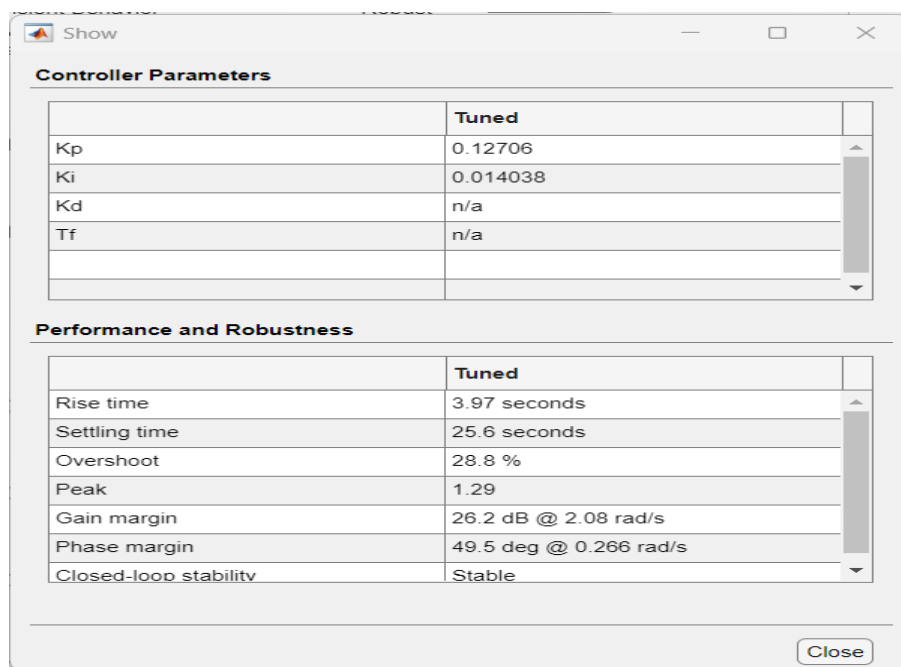 Show
Controller Parameters
Tuned
Kp 0.12706
Ki 0.014038
Kd n/a
Tf n/a
Performance and Robustness
Tuned
Rise time 3.97 seconds
Settling time 25.6 seconds
Overshoot 28.8 %
Peak 1.29
Gain margin 26.2 dB @ 2.08 rad/s
Phase margin 49.5 deg @ 0.266 rad/s
Closed-loop stability Stable
Close